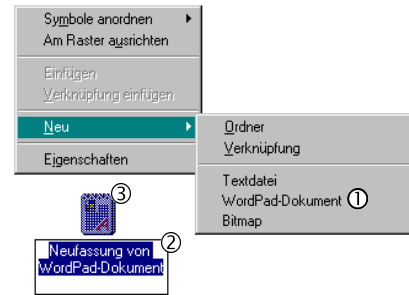 Symbole anordnen
Am Raster ausrichten
Einfügen
Verknüpfung einfügen
Neu
Eigenschaften
Ordner
Verknüpfung
Textdatei
WordPad-Dokument ①
Bitmap
③
Neufassung von ②
WordPad-Dokument